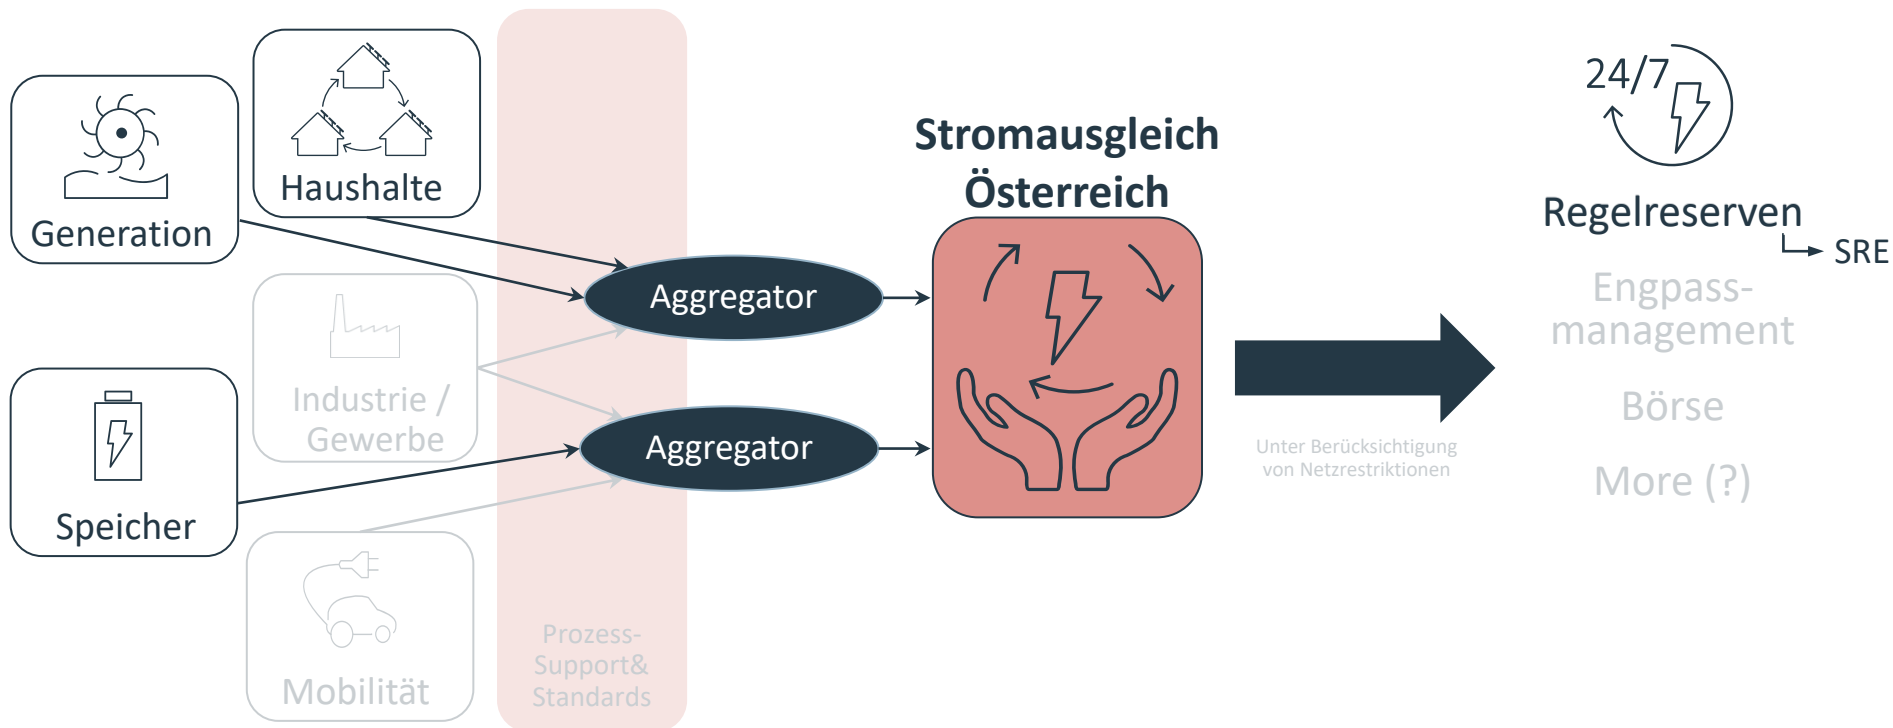 Haushalte
Generation
Industrie /
Gewerbe
Speicher
Mobilität
Prozess-
Support&
Standards
Aggregator
Aggregator
Stromausgleich
Österreich
Unter Berücksichtigung
von Netzrestriktionen
24/7
Regelreserven
SRE
Engpass-
management
Börse
More (?)